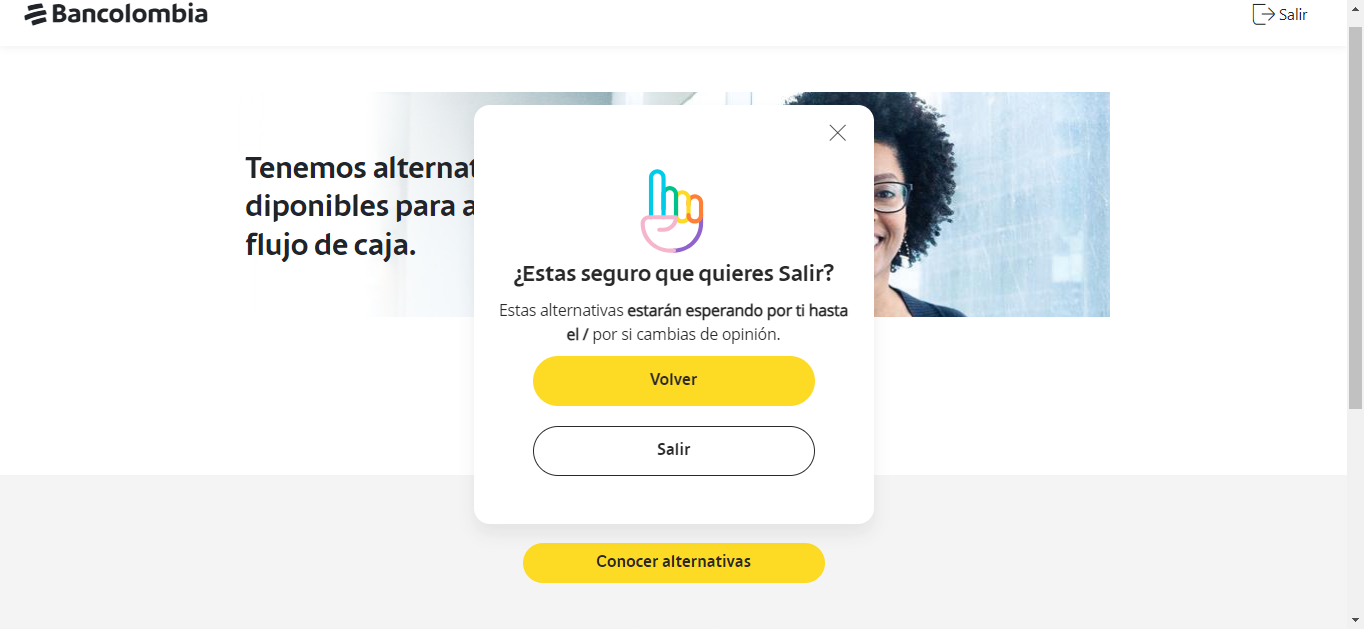 Bancolombia
Salir
Tenemos
diponibles para
flujo de caja.
¿Estas seguro que quieres Salir?
Estas alternativas estarán esperando por ti hasta
el / por si cambias de opinión.
Volver
Salir
Conocer alternativas